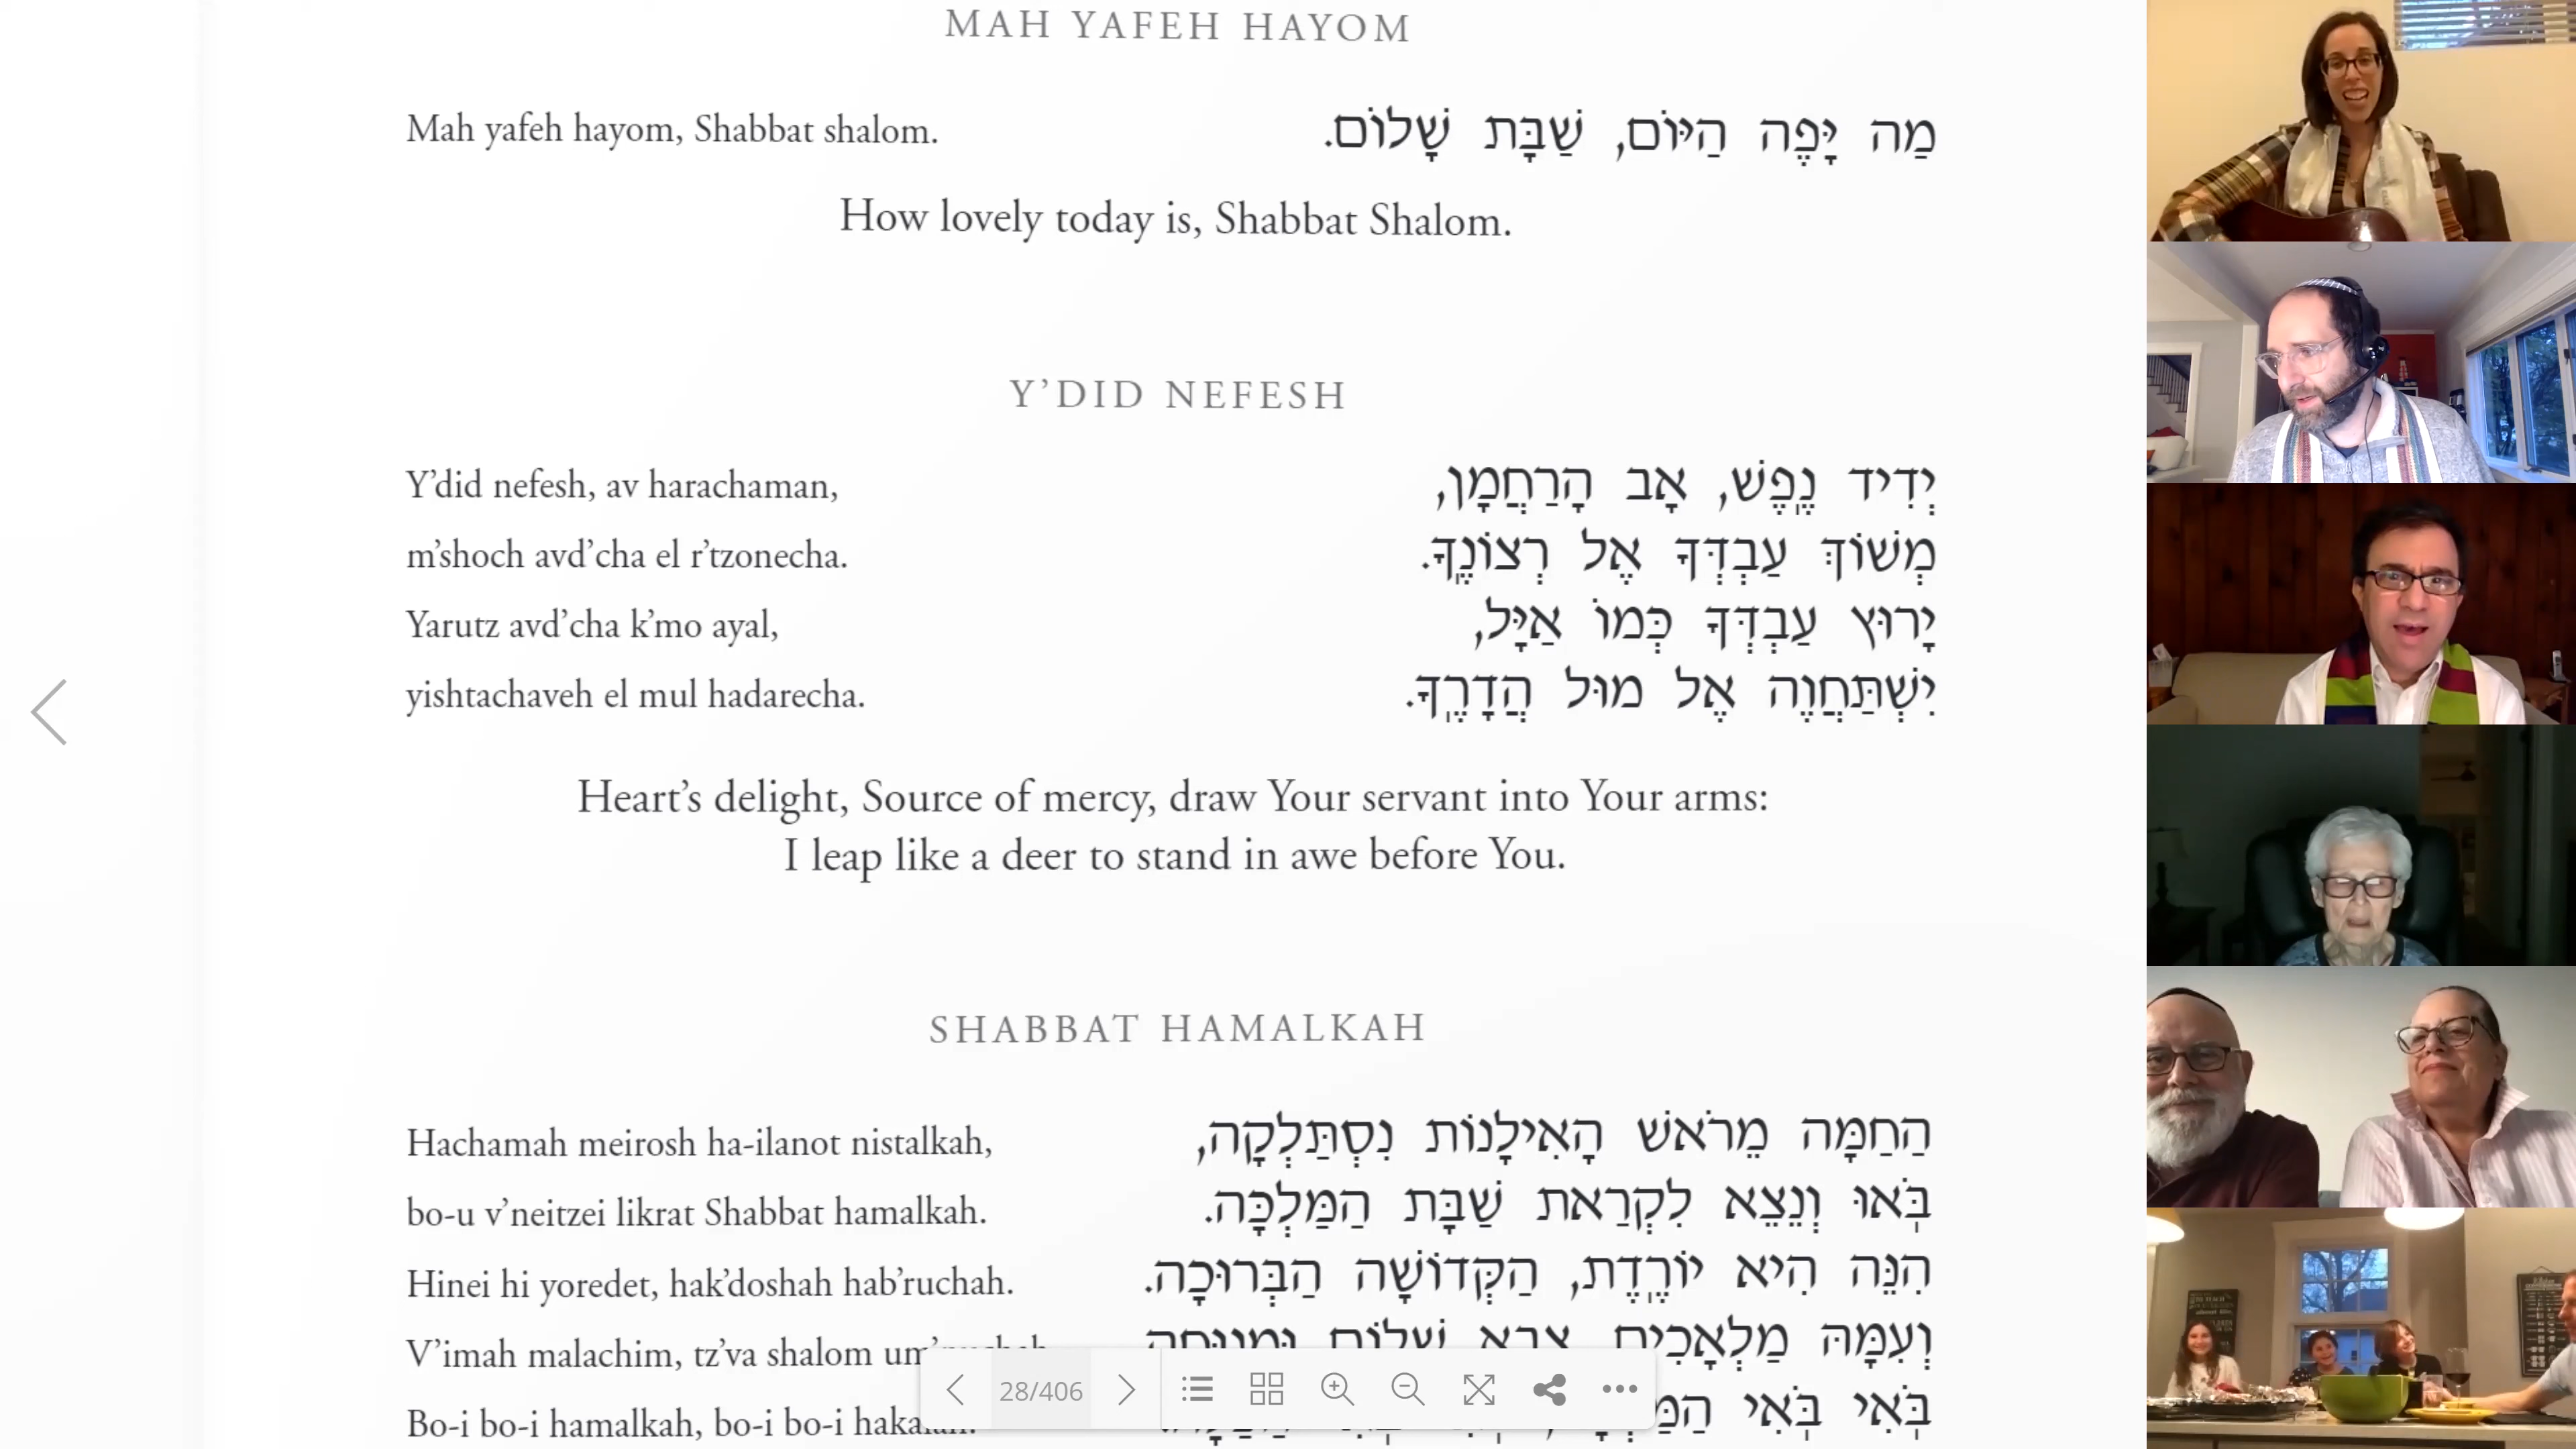 MAH YAFEH HAYOM
Mah yafeh hayom, Shabbat shalom.
מַה יָּפֶה הַיּוֹם, שַׁבָּת שָׁלוֹם.
How lovely today is, Shabbat Shalom.
Y’DID NEFESH
Y’did nefesh, av harachaman,
יְדִיד נֶֽפֶשׁ, אָב הָרַחֲמָן,
m’shoch avd’cha el r’tzonecha.
מְשׁוֹךְ עַבְדְּךָ אֶל רְצוֹנֶֽךָ.
Yarutz avd’cha k’mo ayal,
יָרוּץ עַבְדְּךָ כְּמוֹ אַיָּל,
yishtachaveh el mul hadarecha.
יִשְׁתַּחֲוֶה אֶל מוּל הֲדָרֶֽךָ.
Heart’s delight, Source of mercy, draw Your servant into Your arms:
I leap like a deer to stand in awe before You.
SHABBAT HAMALKAH
Hachamah meirosh ha-ilanot nistalkah,
הַחַמָּה מֵרֹאשׁ הָאִילָנוֹת נִסְתַּלְּקָה,
bo-u v’neitzei likrat Shabbat hamalkah.
בֹּֽאוּ וְנֵצֵא לִקְרַאת שַׁבָּת הַמַּלְכָּה.
Hinei hi yoredet, hak’doshah hab’ruchah.
הִנֵּה הִיא יוֹרֶֽדֶת, הַקְּדוֹשָׁה הַבְּרוּכָה.
V’imah malachim, tz’va shalom um’nuchah.
וְעִמָּהּ מַלְאָכִים, צְבָא שָׁלוֹם וּמְנוּחָה.
Bo-i bo-i hamalkah, bo-i bo-i
בֹּֽאִי בֹּֽאִי
28/406